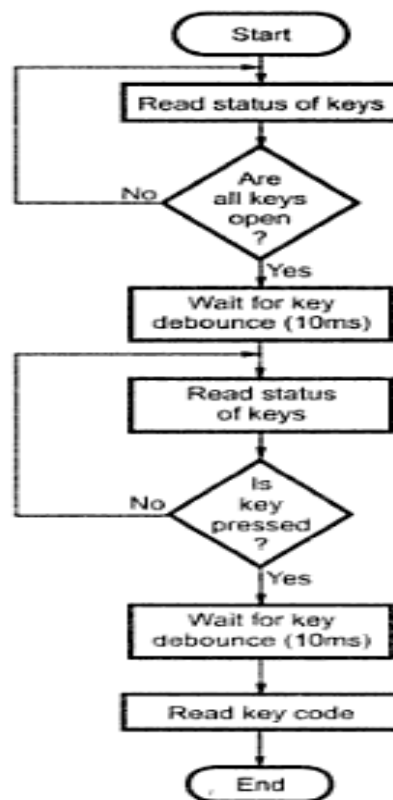 Start
Read status of keys
Are
all keys
open
?
No
Yes
Wait for key
debounce (10ms)
Read status
of keys
Is
key
pressed
?
No
Yes
Wait for key
debounce (10ms)
Read key code
End